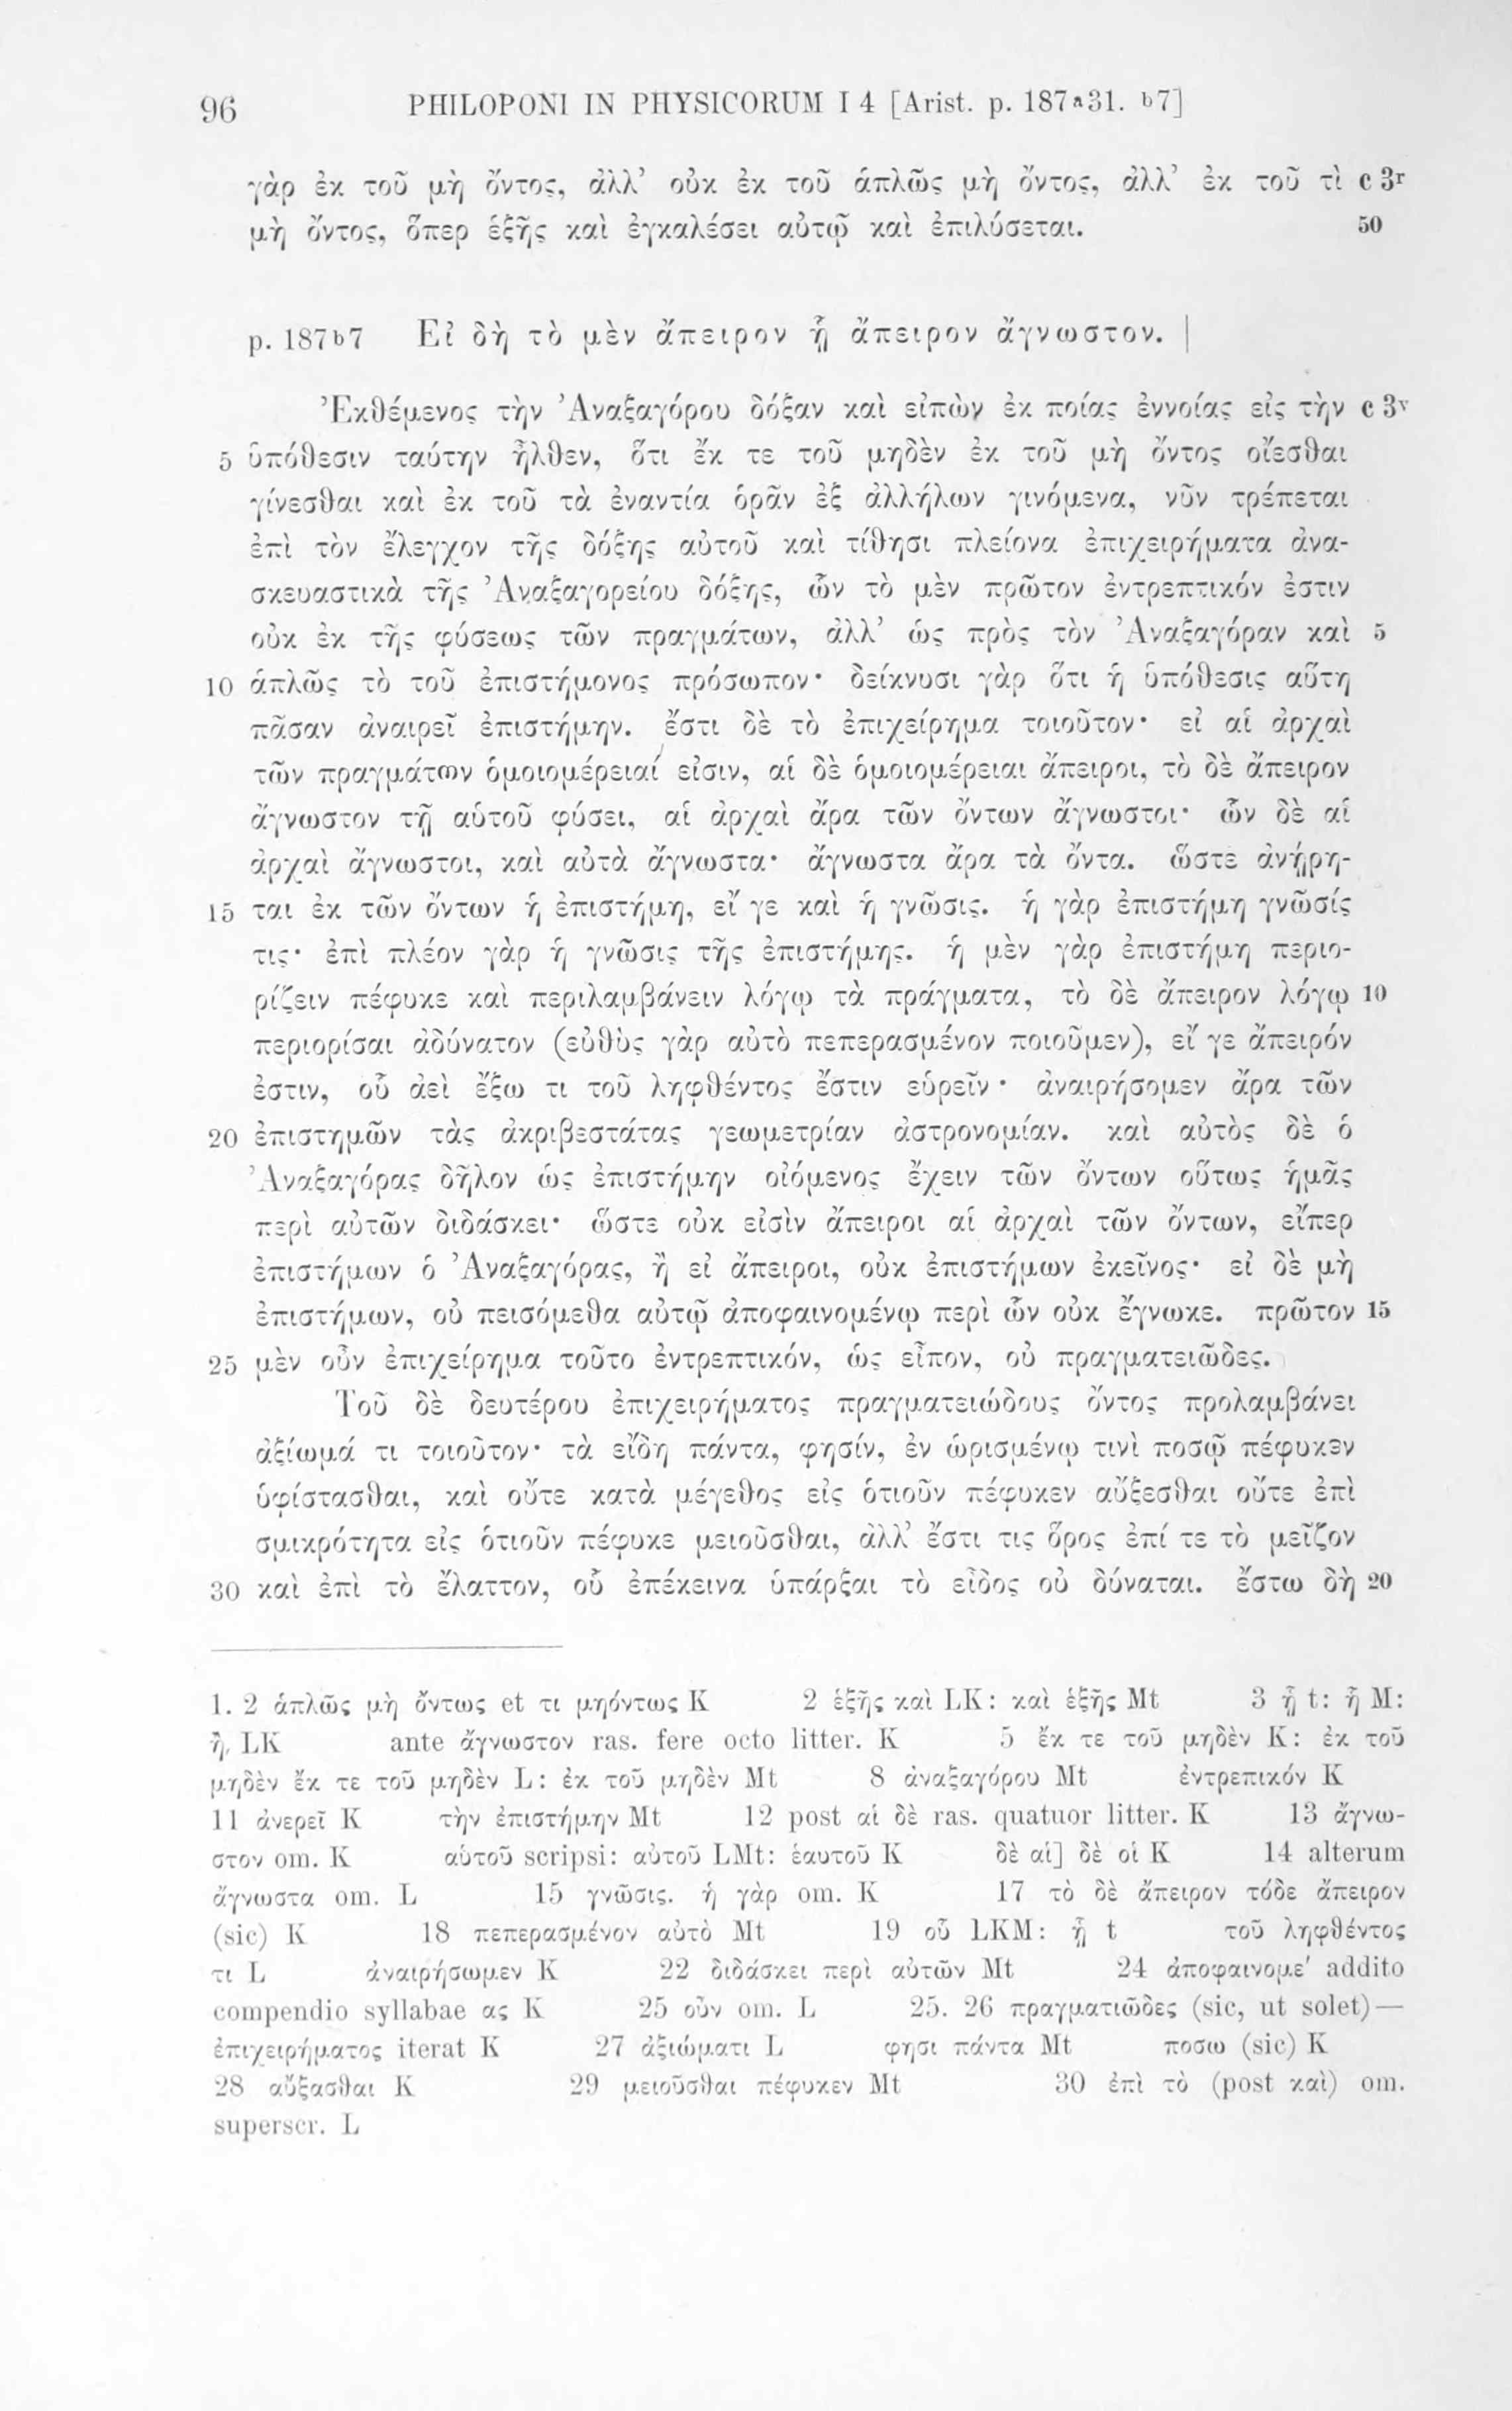 96 PHILOPONI IN PHYSICORUM I 4 [Arist. p. 187ᵃ31. ᵇ7]
γὰρ ἐκ τοῦ μὴ ὄντος, ἀλλ’ οὐκ ἐκ τοῦ ἁπλῶς μὴ ὄντος, ἀλλ’ ἐκ τοῦ τὶ c 3ʳ
μὴ ὄντος, ὅπερ ἑξῆς καὶ ἐγκαλέσει αὐτῷ καὶ ἐπιλύσεται. 50
p. 187ᵇ7 Εἰ δὴ τὸ μὲν ἄπειρον ᾗ ἄπειρον ἄγνωστον. |
Ἐκθέμενος τὴν Ἀναξαγόρου δόξαν καὶ εἰπὼν ἐκ ποίας ἐννοίας εἰς τὴν c 3ᵛ
5 ὑπόθεσιν ταύτην ἦλθεν, ὅτι ἔκ τε τοῦ μηδὲν ἐκ τοῦ μὴ ὄντος οἴεσθαι
γίνεσθαι καὶ ἐκ τοῦ τὰ ἐναντία ὁρᾶν ἐξ ἀλλήλων γινόμενα, νῦν τρέπεται
ἐπὶ τὸν ἔλεγχον τῆς δόξης αὐτοῦ καὶ τίθησι πλείονα ἐπιχειρήματα ἀνα-
σκευαστικὰ τῆς Ἀναξαγορείου δόξης, ὧν τὸ μὲν πρῶτον ἐντρεπτικόν ἐστιν
οὐκ ἐκ τῆς φύσεως τῶν πραγμάτων, ἀλλ’ ὡς πρὸς τὸν Ἀναξαγόραν καὶ 5
10 ἁπλῶς τὸ τοῦ ἐπιστήμονος πρόσωπον· δείκνυσι γὰρ ὅτι ἡ ὑπόθεσις αὕτη
πᾶσαν ἀναιρεῖ ἐπιστήμην. ἔστι δὲ τὸ ἐπιχείρημα τοιοῦτον· εἰ αἱ ἀρχαὶ
τῶν πραγμάτων ὁμοιομέρειαί εἰσιν, αἱ δὲ ὁμοιομέρειαι ἄπειροι, τὸ δὲ ἄπειρον
ἄγνωστον τῇ αὑτοῦ φύσει, αἱ ἀρχαὶ ἄρα τῶν ὄντων ἄγνωστοι· ὧν δὲ αἱ
ἀρχαὶ ἄγνωστοι, καὶ αὐτὰ ἄγνωστα· ἄγνωστα ἄρα τὰ ὄντα. ὥστε ἀνῄρη-
15 ται ἐκ τῶν ὄντων ἡ ἐπιστήμη, εἴ γε καὶ ἡ γνῶσις. ἡ γὰρ ἐπιστήμη γνῶσίς
τις· ἐπὶ πλέον γὰρ ἡ γνῶσις τῆς ἐπιστήμης. ἡ μὲν γὰρ ἐπιστήμη περιο-
ρίζειν πέφυκε καὶ περιλαμβάνειν λόγῳ τὰ πράγματα, τὸ δὲ ἄπειρον λόγῳ 10
περιορίσαι ἀδύνατον (εὐθὺς γὰρ αὐτὸ πεπερασμένον ποιοῦμεν), εἴ γε ἄπειρόν
ἐστιν, οὗ ἀεὶ ἔξω τι τοῦ ληφθέντος ἔστιν εὑρεῖν· ἀναιρήσομεν ἄρα τῶν
20 ἐπιστημῶν τὰς ἀκριβεστάτας γεωμετρίαν ἀστρονομίαν. καὶ αὐτὸς δὲ ὁ
Ἀναξαγόρας δῆλον ὡς ἐπιστήμην οἰόμενος ἔχειν τῶν ὄντων οὕτως ἡμᾶς
περὶ αὐτῶν διδάσκει· ὥστε οὐκ εἰσὶν ἄπειροι αἱ ἀρχαὶ τῶν ὄντων, εἴπερ
ἐπιστήμων ὁ Ἀναξαγόρας, ἢ εἰ ἄπειροι, οὐκ ἐπιστήμων ἐκεῖνος· εἰ δὲ μὴ
ἐπιστήμων, οὐ πεισόμεθα αὐτῷ ἀποφαινομένῳ περὶ ὧν οὐκ ἔγνωκε. πρῶτον 15
25 μὲν οὖν ἐπιχείρημα τοῦτο ἐντρεπτικόν, ὡς εἶπον, οὐ πραγματειῶδες.
Τοῦ δὲ δευτέρου ἐπιχειρήματος πραγματειώδους ὄντος προλαμβάνει
ἀξίωμά τι τοιοῦτον· τὰ εἴδη πάντα, φησίν, ἐν ὡρισμένῳ τινὶ ποσῷ πέφυκεν
ὑφίστασθαι, καὶ οὔτε κατὰ μέγεθος εἰς ὁτιοῦν πέφυκεν αὔξεσθαι οὔτε ἐπὶ
σμικρότητα εἰς ὁτιοῦν πέφυκε μειοῦσθαι, ἀλλ’ ἔστι τις ὅρος ἐπί τε τὸ μεῖζον
30 καὶ ἐπὶ τὸ ἔλαττον, οὗ ἐπέκεινα ὑπάρξαι τὸ εἶδος οὐ δύναται. ἔστω δὴ 20
1. 2 ἁπλῶς μὴ ὄντως et τι μηόντως K 2 ἑξῆς καὶ LK: καὶ ἑξῆς Mt 3 ᾗ t: ἦ M:
ἢ LK ante ἄγνωστον ras. fere octo litter. K 5 ἔκ τε τοῦ μηδὲν K: ἐκ τοῦ
μηδὲν ἔκ τε τοῦ μηδὲν L: ἐκ τοῦ μηδὲν Mt 8 ἀναξαγόρου Mt ἐντρεπικόν K
11 ἀνερεῖ K τὴν ἐπιστήμην Mt 12 post αἱ δὲ ras. quatuor litter. K 13 ἄγνω-
στον om. K αὑτοῦ scripsi: αὐτοῦ LMt: ἑαυτοῦ K δὲ αἱ] δὲ οἱ K 14 alterum
ἄγνωστα om. L 15 γνῶσις. ἡ γὰρ om. K 17 τὸ δὲ ἄπειρον τόδε ἄπειρον
(sic) K 18 πεπερασμένον αὐτὸ Mt 19 οὗ LKM: ᾗ t τοῦ ληφθέντος
τι L ἀναιρήσωμεν K 22 διδάσκει περὶ αὐτῶν Mt 24 ἀποφαινομε' addito
compendio syllabae ας K 25 οὖν om. L 25. 26 πραγματιῶδες (sic, ut solet) —
ἐπιχειρήματος iterat K 27 ἀξιώματι L φησι πάντα Mt ποσω (sic) K
28 αὔξασθαι K 29 μειοῦσθαι πέφυκεν Mt 30 ἐπὶ τὸ (post καὶ) om.
superscr. L